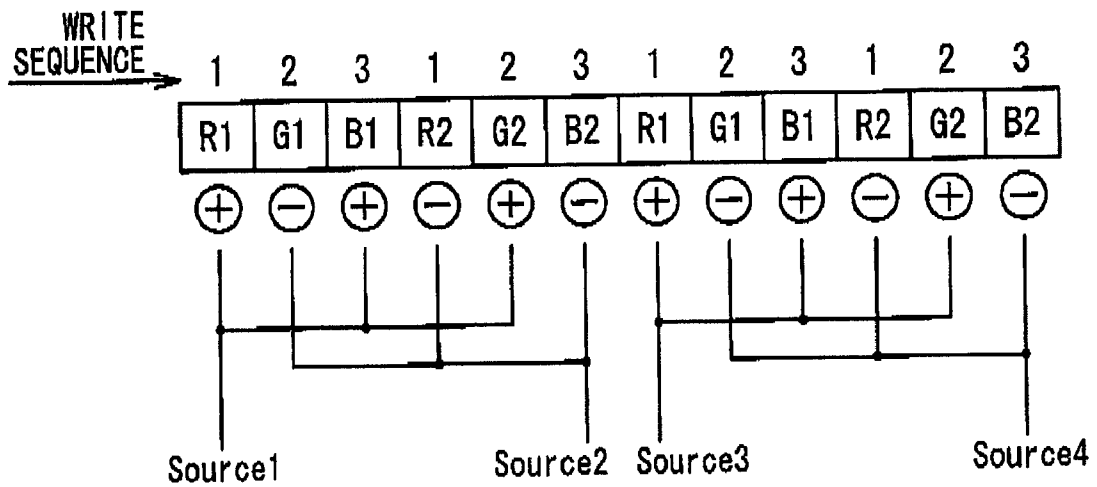 WRITE
SEQUENCE
1 2 3 1 2 3 1 2 3 1 2 3
R1 G1 B1 R2 G2 B2 R1 G1 B1 R2 G2 B2
+ − + − + − + − + − + −
Source1 Source2 Source3 Source4